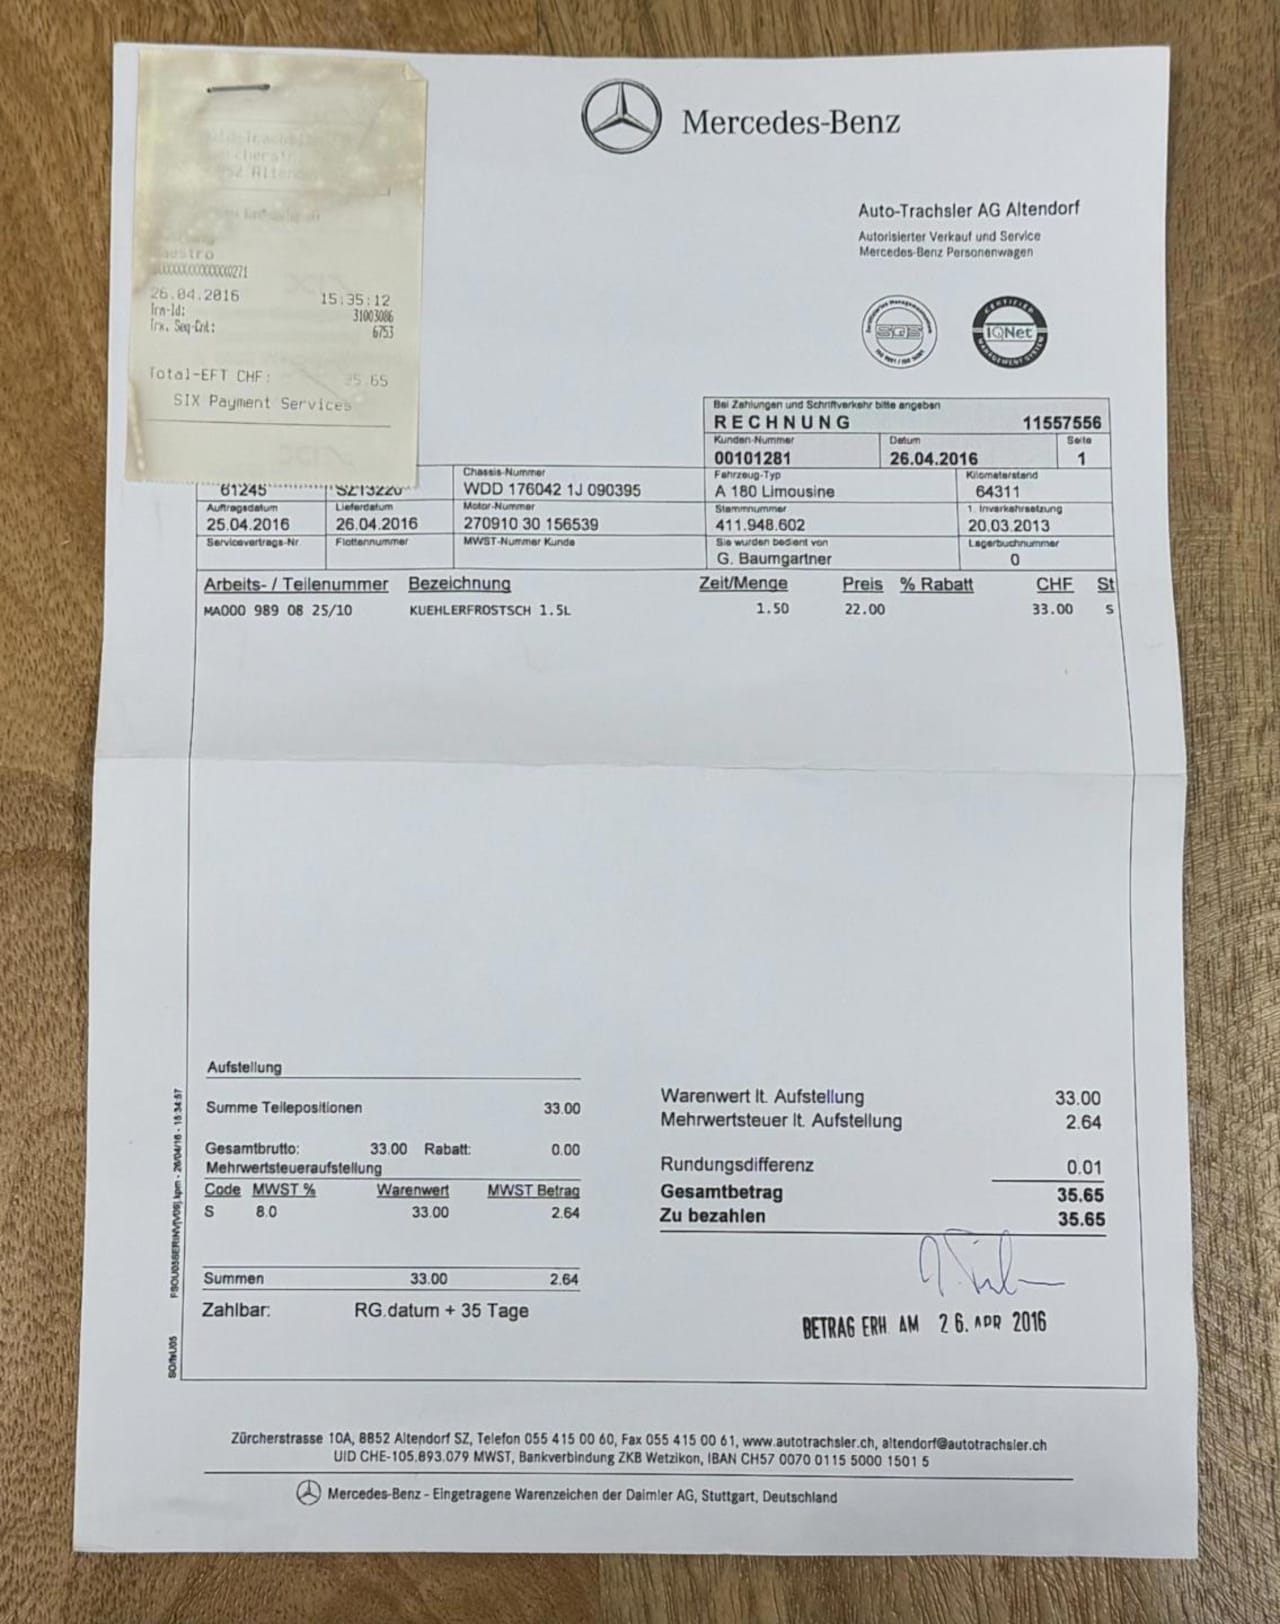 Mercedes-Benz
Auto-Trachsler AG Altendorf
Autorisierter Verkauf und Service
Mercedes-Benz Personenwagen
SQS
CERTIFIED
IQNet
MANAGEMENT SYSTEM
26.04.2016 15:35:12
Trm-Id: 31003086
Trx. Seq-Cnt: 6753
Total-EFT CHF: 35.65
SIX Payment Services
Bei Zahlungen und Schriftverkehr bitte angeben
RECHNUNG 11557556
Kunden-Nummer Datum Seite
00101281 26.04.2016 1
Chassis-Nummer Fahrzeug-Typ Kilometerstand
61245 SZ13220 WDD 176042 1J 090395 A 180 Limousine 64311
Auftragsdatum Lieferdatum Motor-Nummer Stammnummer 1. Inverkehrsetzung
25.04.2016 26.04.2016 270910 30 156539 411.948.602 20.03.2013
Servicevertrags-Nr. Flottennummer MWST-Nummer Kunde Sie wurden bedient von Lagerbuchnummer
G. Baumgartner 0
Arbeits- / Teilenummer Bezeichnung Zeit/Menge Preis % Rabatt CHF St
MA000 989 08 25/10 KUEHLERFROSTSCH 1.5L 1.50 22.00 33.00 S
Aufstellung
Summe Teilepositionen 33.00
Gesamtbrutto: 33.00 Rabatt: 0.00
Mehrwertsteueraufstellung
Code MWST % Warenwert MWST Betrag
S 8.0 33.00 2.64
Summen 33.00 2.64
Zahlbar: RG.datum + 35 Tage
Warenwert lt. Aufstellung 33.00
Mehrwertsteuer lt. Aufstellung 2.64
Rundungsdifferenz 0.01
Gesamtbetrag 35.65
Zu bezahlen 35.65
BETRAG ERH AM 26. APR 2016
Zürcherstrasse 10A, 8852 Altendorf SZ, Telefon 055 415 00 60, Fax 055 415 00 61, www.autotrachsler.ch, altendorf@autotrachsler.ch
UID CHE-105.893.079 MWST, Bankverbindung ZKB Wetzikon, IBAN CH57 0070 0115 5000 1501 5
Mercedes-Benz - Eingetragene Warenzeichen der Daimler AG, Stuttgart, Deutschland